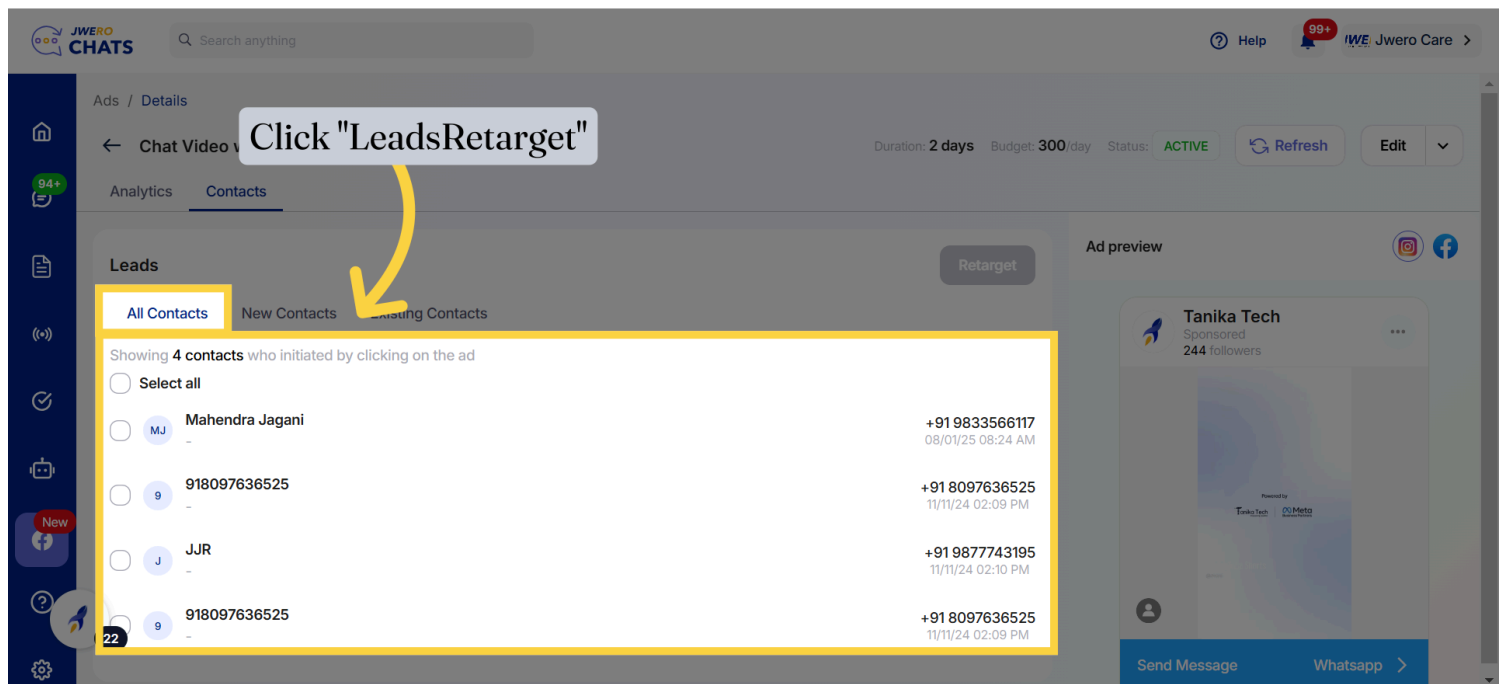 JWERO
CHATS
Search anything
Help
99+
JWE Jwero Care
Ads / Details
Click "LeadsRetarget"
Chat Video
Duration: 2 days Budget: 300/day Status: ACTIVE
Refresh
Edit
94+
Analytics Contacts
Leads
Retarget
All Contacts New Contacts Existing Contacts
Showing 4 contacts who initiated by clicking on the ad
Select all
MJ
Mahendra Jagani
-
+91 9833566117
08/01/25 08:24 AM
9
918097636525
-
+91 8097636525
11/11/24 02:09 PM
J
JJR
-
+91 9877743195
11/11/24 02:10 PM
9
918097636525
-
+91 8097636525
11/11/24 02:09 PM
New
22
Ad preview
Tanika Tech
Sponsored
244 followers
Powered by
Tanika Tech Meta
Send Message Whatsapp